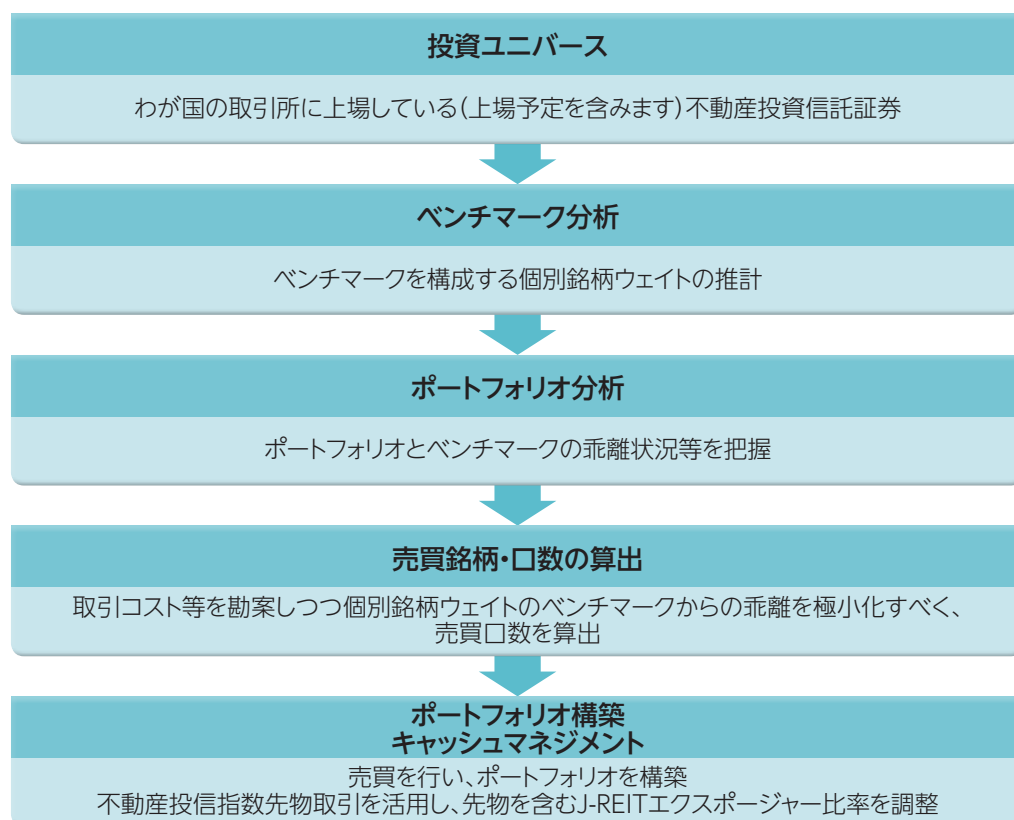 投資ユニバース
わが国の取引所に上場している(上場予定を含みます)不動産投資信託証券
ベンチマーク分析
ベンチマークを構成する個別銘柄ウェイトの推計
ポートフォリオ分析
ポートフォリオとベンチマークの乖離状況等を把握
売買銘柄・口数の算出
取引コスト等を勘案しつつ個別銘柄ウェイトのベンチマークからの乖離を極小化すべく、
売買口数を算出
ポートフォリオ構築
キャッシュマネジメント
売買を行い、ポートフォリオを構築
不動産投信指数先物取引を活用し、先物を含むJ-REITエクスポージャー比率を調整